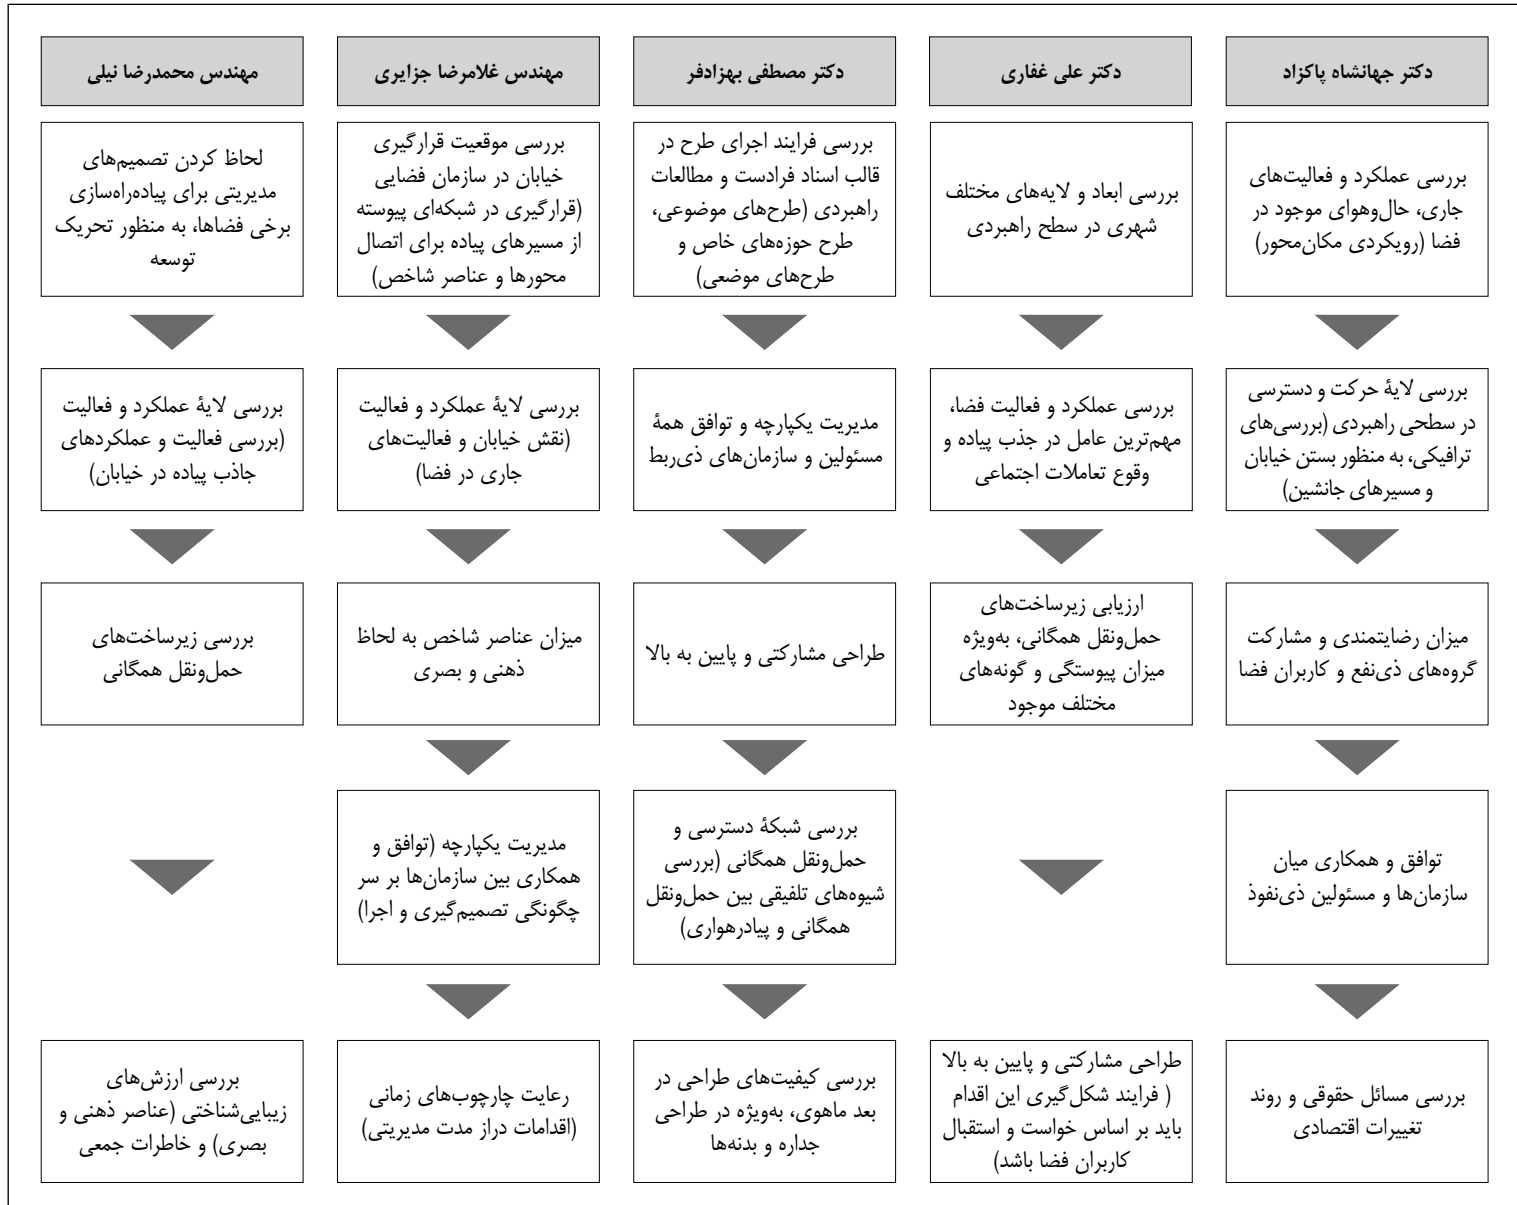 دکتر جهانشاه پاکزاد
دکتر علی غفاری
دکتر مصطفی بهزادفر
مهندس غلامرضا جزایری
مهندس محمدرضا نیلی
بررسی عملکرد و فعالیت‌های
جاری، حال‌وهوای موجود در
فضا (رویکردی مکان‌محور)
بررسی ابعاد و لایه‌های مختلف
شهری در سطح راهبردی
بررسی فرایند اجرای طرح در
قالب اسناد فرادست و مطالعات
راهبردی (طرح‌های موضوعی،
طرح حوزه‌های خاص و
طرح‌های موضعی)
بررسی موقعیت قرارگیری
خیابان در سازمان فضایی
(قرارگیری در شبکه‌ای پیوسته
از مسیرهای پیاده برای اتصال
محورها و عناصر شاخص)
لحاظ کردن تصمیم‌های
مدیریتی برای پیاده‌راه‌سازی
برخی فضاها، به منظور تحریک
توسعه
بررسی لایۀ حرکت و دسترسی
در سطحی راهبردی (بررسی‌های
ترافیکی، به منظور بستن خیابان
و مسیرهای جانشین)
بررسی عملکرد و فعالیت فضا،
مهم‌ترین عامل در جذب پیاده و
وقوع تعاملات اجتماعی
مدیریت یکپارچه و توافق همۀ
مسئولین و سازمان‌های ذی‌ربط
بررسی لایۀ عملکرد و فعالیت
(نقش خیابان و فعالیت‌های
جاری در فضا)
بررسی لایۀ عملکرد و فعالیت
(بررسی فعالیت و عملکردهای
جاذب پیاده در خیابان)
میزان رضایتمندی و مشارکت
گروه‌های ذی‌نفع و کاربران فضا
ارزیابی زیرساخت‌های
حمل‌ونقل همگانی، به‌ویژه
میزان پیوستگی و گونه‌های
مختلف موجود
طراحی مشارکتی و پایین به بالا
میزان عناصر شاخص به لحاظ
ذهنی و بصری
بررسی زیرساخت‌های
حمل‌ونقل همگانی
توافق و همکاری میان
سازمان‌ها و مسئولین ذی‌نفوذ
بررسی شبکۀ دسترسی و
حمل‌ونقل همگانی (بررسی
شیوه‌های تلفیقی بین حمل‌ونقل
همگانی و پیادرهواری)
مدیریت یکپارچه (توافق و
همکاری بین سازمان‌ها بر سر
چگونگی تصمیم‌گیری و اجرا)
بررسی مسائل حقوقی و روند
تغییرات اقتصادی
طراحی مشارکتی و پایین به بالا
( فرایند شکل‌گیری این اقدام
باید بر اساس خواست و استقبال
کاربران فضا باشد)
بررسی کیفیت‌های طراحی در
بعد ماهوی، به‌ویژه در طراحی
جداره و بدنه‌ها
رعایت چارچوب‌های زمانی
(اقدامات دراز مدت مدیریتی)
بررسی ارزش‌های
زیبایی‌شناختی (عناصر ذهنی و
بصری) و خاطرات جمعی